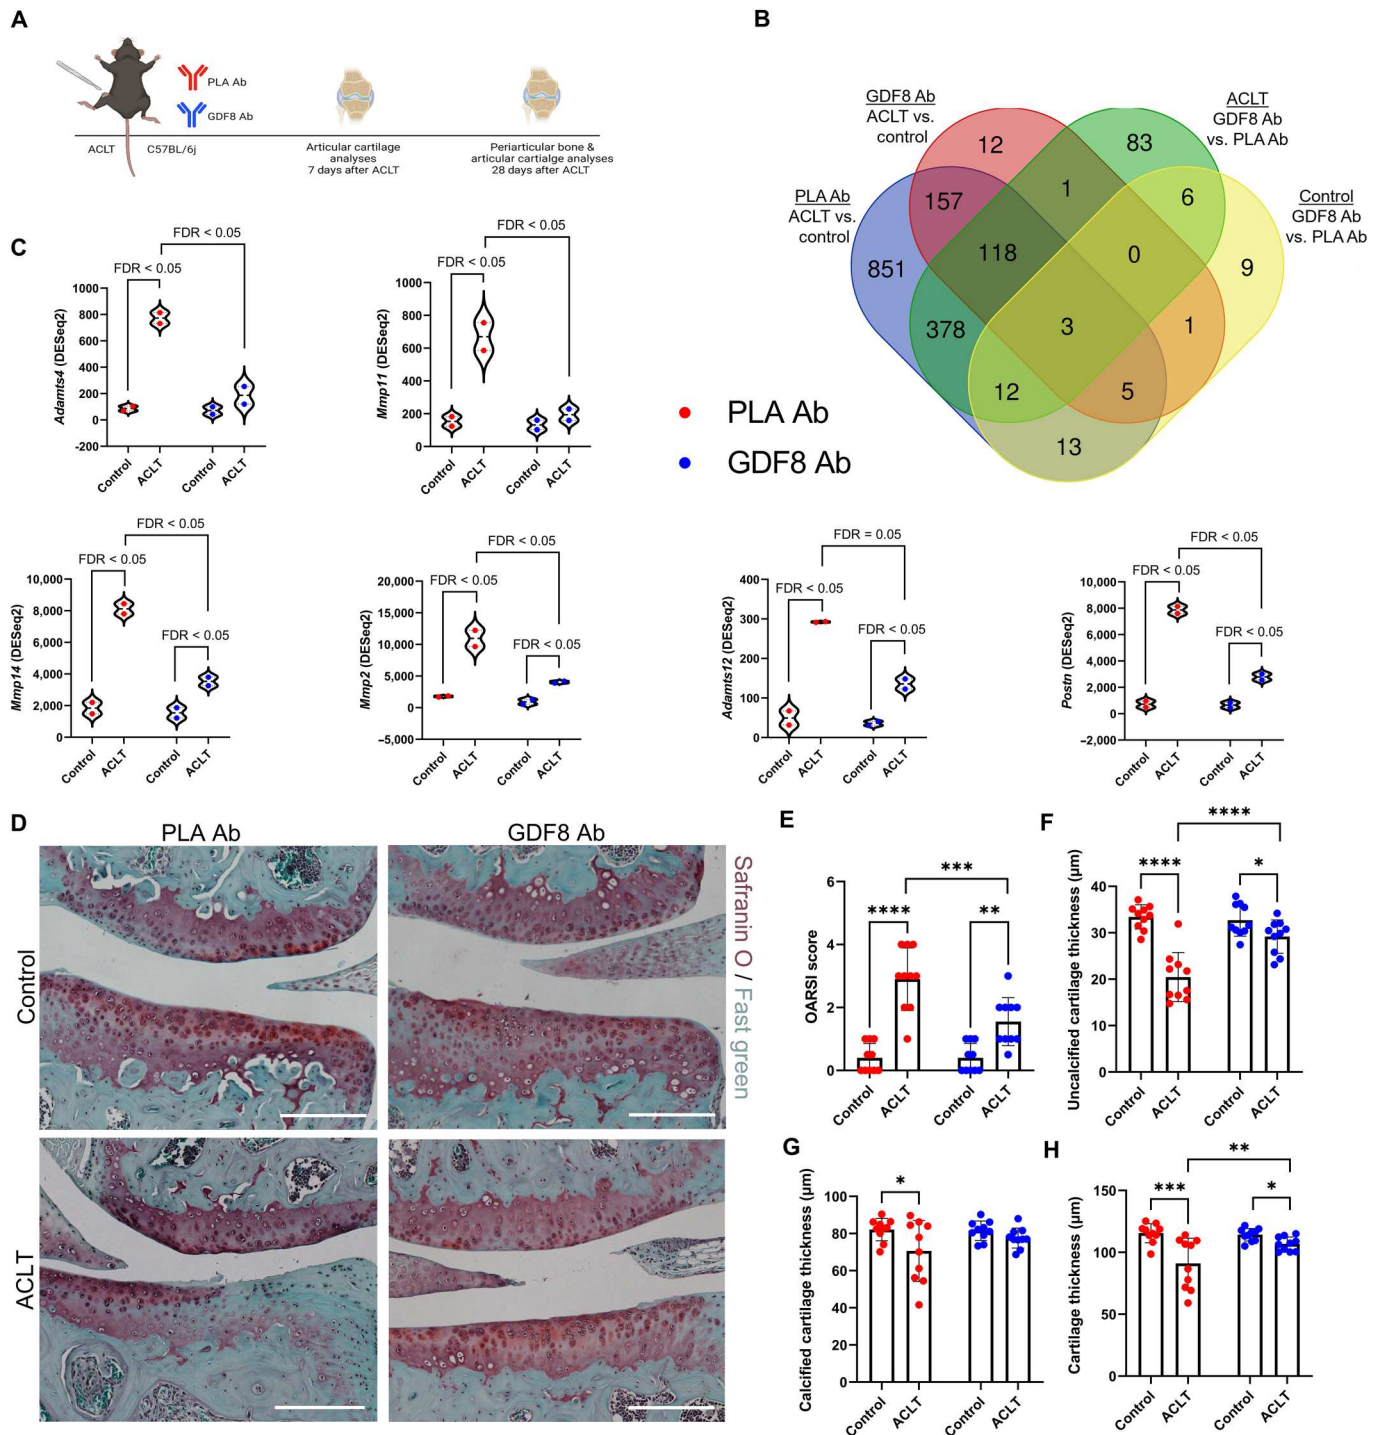 A
PLA Ab
GDF8 Ab
ACLT
C57BL/6j
Articular cartilage
analyses
7 days after ACLT
Periarticular bone &
articular cartialge analyses
28 days after ACLT
B
GDF8 Ab
ACLT vs.
control
ACLT
GDF8 Ab
vs. PLA Ab
PLA Ab
ACLT vs.
control
Control
GDF8 Ab
vs. PLA Ab
12
83
157
1
6
851
118
0
9
378
3
1
12
5
13
C
FDR < 0.05
FDR < 0.05
Adamts4 (DESeq2)
1000
800
600
400
200
0
-200
Control
ACLT
Control
ACLT
FDR < 0.05
FDR < 0.05
Mmp11 (DESeq2)
1000
800
600
400
200
0
Control
ACLT
Control
ACLT
PLA Ab
GDF8 Ab
FDR < 0.05
FDR < 0.05
FDR < 0.05
Mmp14 (DESeq2)
10,000
8,000
6,000
4,000
2,000
0
Control
ACLT
Control
ACLT
FDR < 0.05
FDR < 0.05
FDR < 0.05
Mmp2 (DESeq2)
20,000
15,000
10,000
5,000
0
–5,000
Control
ACLT
Control
ACLT
FDR = 0.05
FDR < 0.05
FDR < 0.05
Adamts12 (DESeq2)
400
300
200
100
0
Control
ACLT
Control
ACLT
FDR < 0.05
FDR < 0.05
FDR < 0.05
Postn (DESeq2)
10,000
8,000
6,000
4,000
2,000
0
–2,000
Control
ACLT
Control
ACLT
D
PLA Ab
GDF8 Ab
Control
ACLT
Safranin O / Fast green
E
***
****
**
OARSI score
6
4
2
0
Control
ACLT
Control
ACLT
F
****
****
*
Uncalcified cartilage thickness (μm)
40
30
20
10
0
Control
ACLT
Control
ACLT
G
*
Calcified cartilage thickness (μm)
100
80
60
40
20
0
Control
ACLT
Control
ACLT
H
**
***
*
Cartilage thickness (μm)
150
100
50
0
Control
ACLT
Control
ACLT